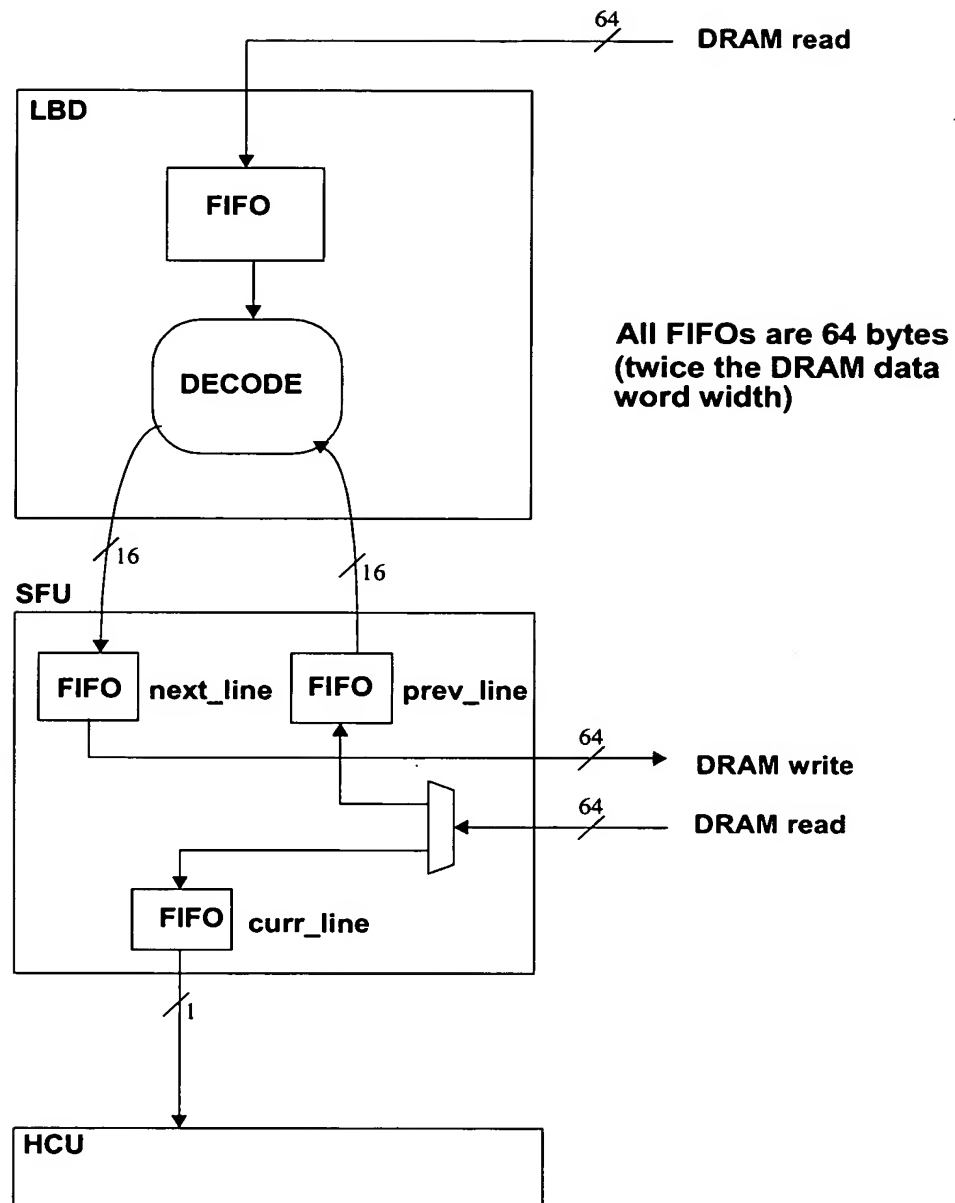 64
DRAM read
LBD
FIFO
DECODE
All FIFOs are 64 bytes
(twice the DRAM data
word width)
16
16
SFU
FIFO
next_line
FIFO
prev_line
64
DRAM write
64
DRAM read
FIFO
curr_line
1
HCU